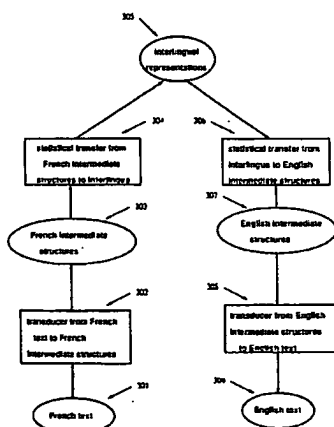 305
Interlingual
representations
304
306
statistical transfer from
French Intermediate
structures to Interlingua
statistical transfer from
Interlingua to English
Intermediate structures
303
307
French Intermediate
structures
English Intermediate
structures
302
308
transducer from French
text to French
Intermediate structures
transducer from English
Intermediate structures
to English text
301
309
French text
English text